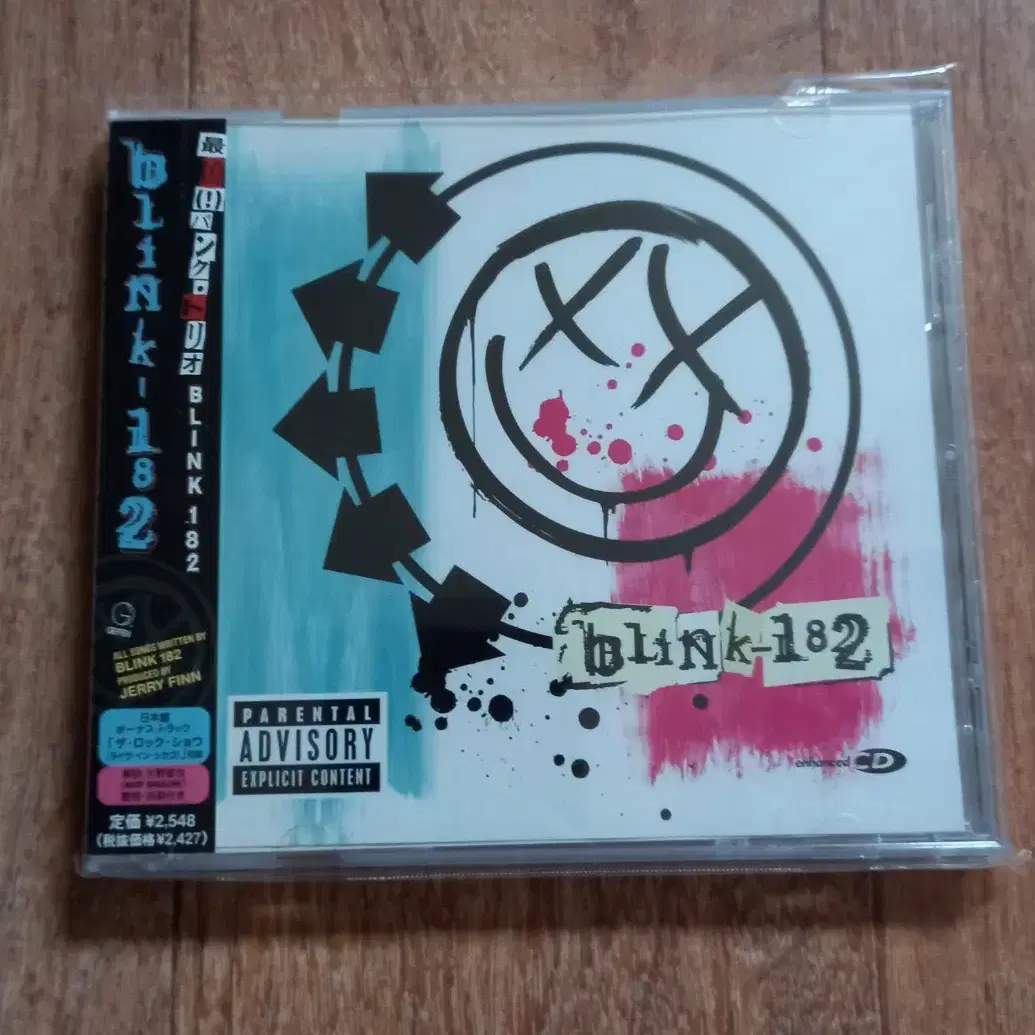 blink-182
最 (!)パンク・トリオ BLINK 182
ALL SONGS WRITTEN BY
BLINK 182
PRODUCED BY
JERRY FINN
日本盤
ボーナストラック
「ザ・ロック・ショウ
定価 ¥2,548
(税抜価格¥2,427)
PARENTAL
ADVISORY
EXPLICIT CONTENT
blink-182
enhanced CD